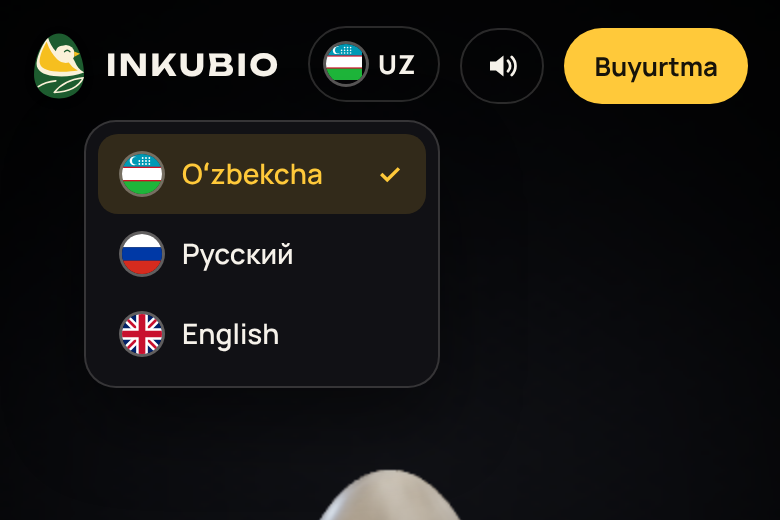 INKUBIO
UZ
Buyurtma
Oʻzbekcha
Русский
English